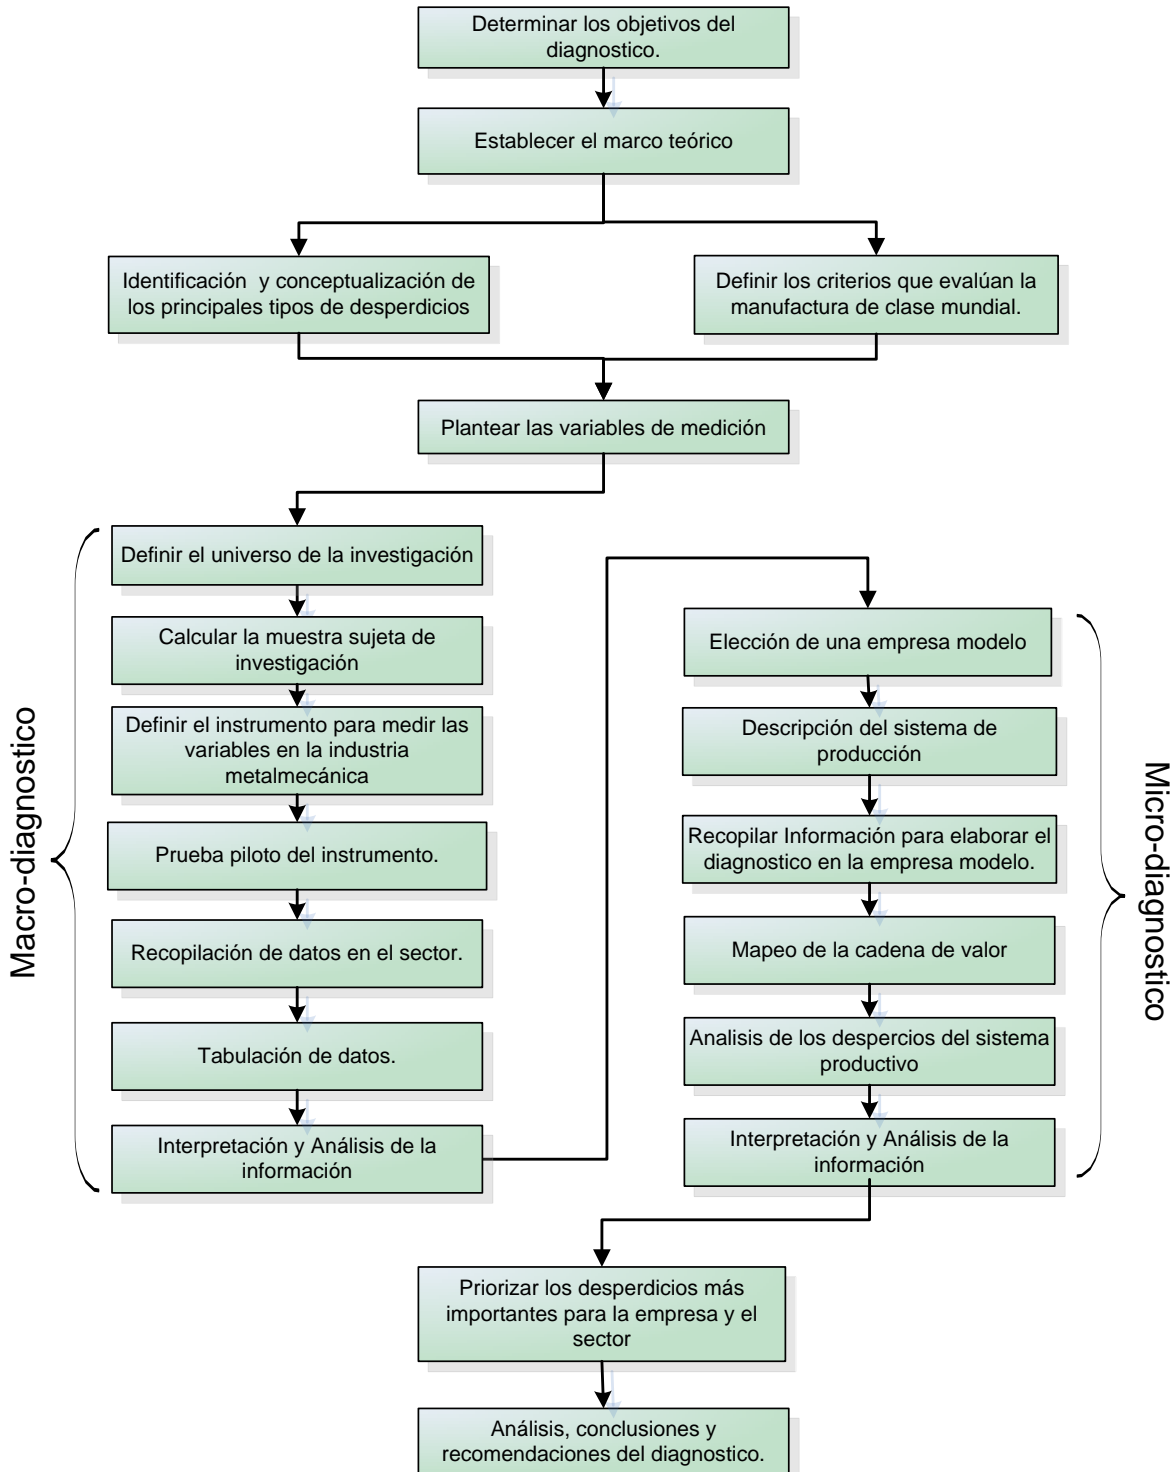 Determinar los objetivos del
diagnostico.
Establecer el marco teórico
Identificación y conceptualización de
los principales tipos de desperdicios
Definir los criterios que evalúan la
manufactura de clase mundial.
Plantear las variables de medición
Macro-diagnostico
Definir el universo de la investigación
Calcular la muestra sujeta de
investigación
Definir el instrumento para medir las
variables en la industria
metalmecánica
Prueba piloto del instrumento.
Recopilación de datos en el sector.
Tabulación de datos.
Interpretación y Análisis de la
información
Elección de una empresa modelo
Descripción del sistema de
producción
Recopilar Información para elaborar el
diagnostico en la empresa modelo.
Mapeo de la cadena de valor
Analisis de los despercios del sistema
productivo
Interpretación y Análisis de la
información
Micro-diagnostico
Priorizar los desperdicios más
importantes para la empresa y el
sector
Análisis, conclusiones y
recomendaciones del diagnostico.